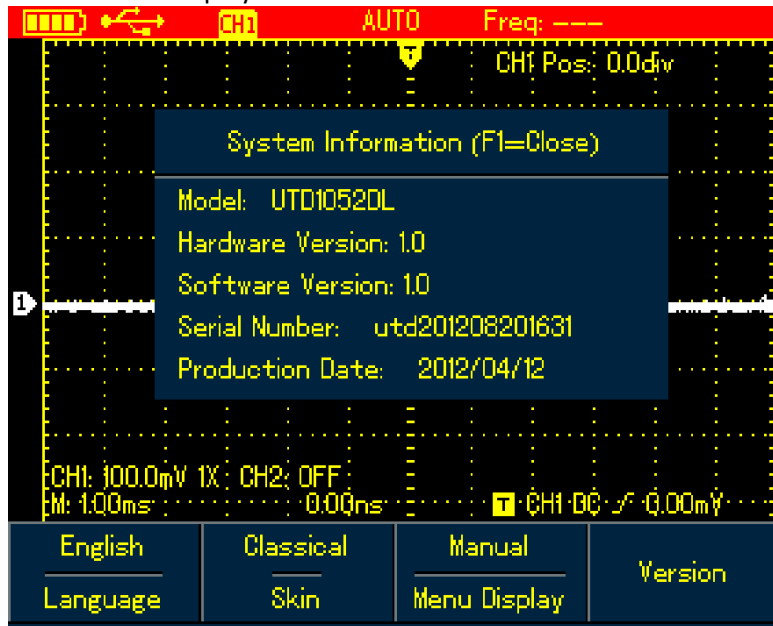 CH1 AUTO Freq: ---
T
CH1 Pos: 0.0div
System Information (F1=Close)
Model: UTD1052DL
Hardware Version: 1.0
Software Version: 1.0
1
Serial Number: utd201208201631
Production Date: 2012/04/12
CH1: 100.0mV 1X CH2: OFF
M: 1.00ms 0.00ns T CH1 DC 0.00mV
English Classical Manual
Version
Language Skin Menu Display